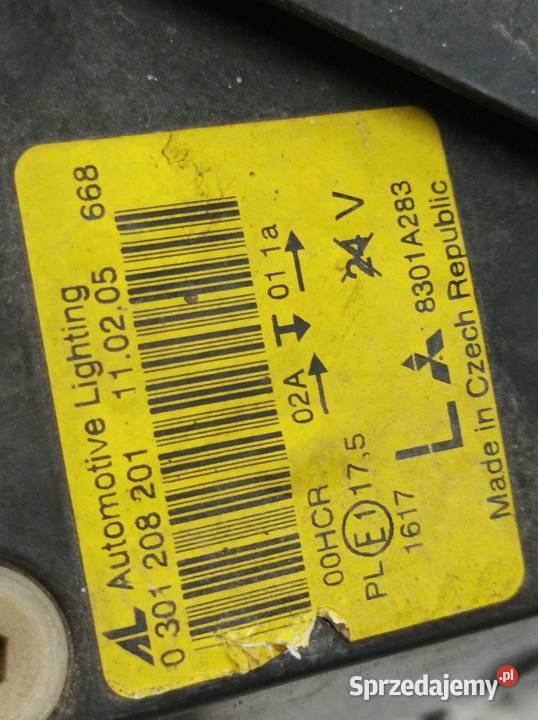 AL Automotive Lighting
0 301 208 201 11.02.05 668
00HCR 02A I 01 1a
PL E1 17,5 24 V
1617
L 8301A283
Made in Czech Republic
Sprzedajemy.pl